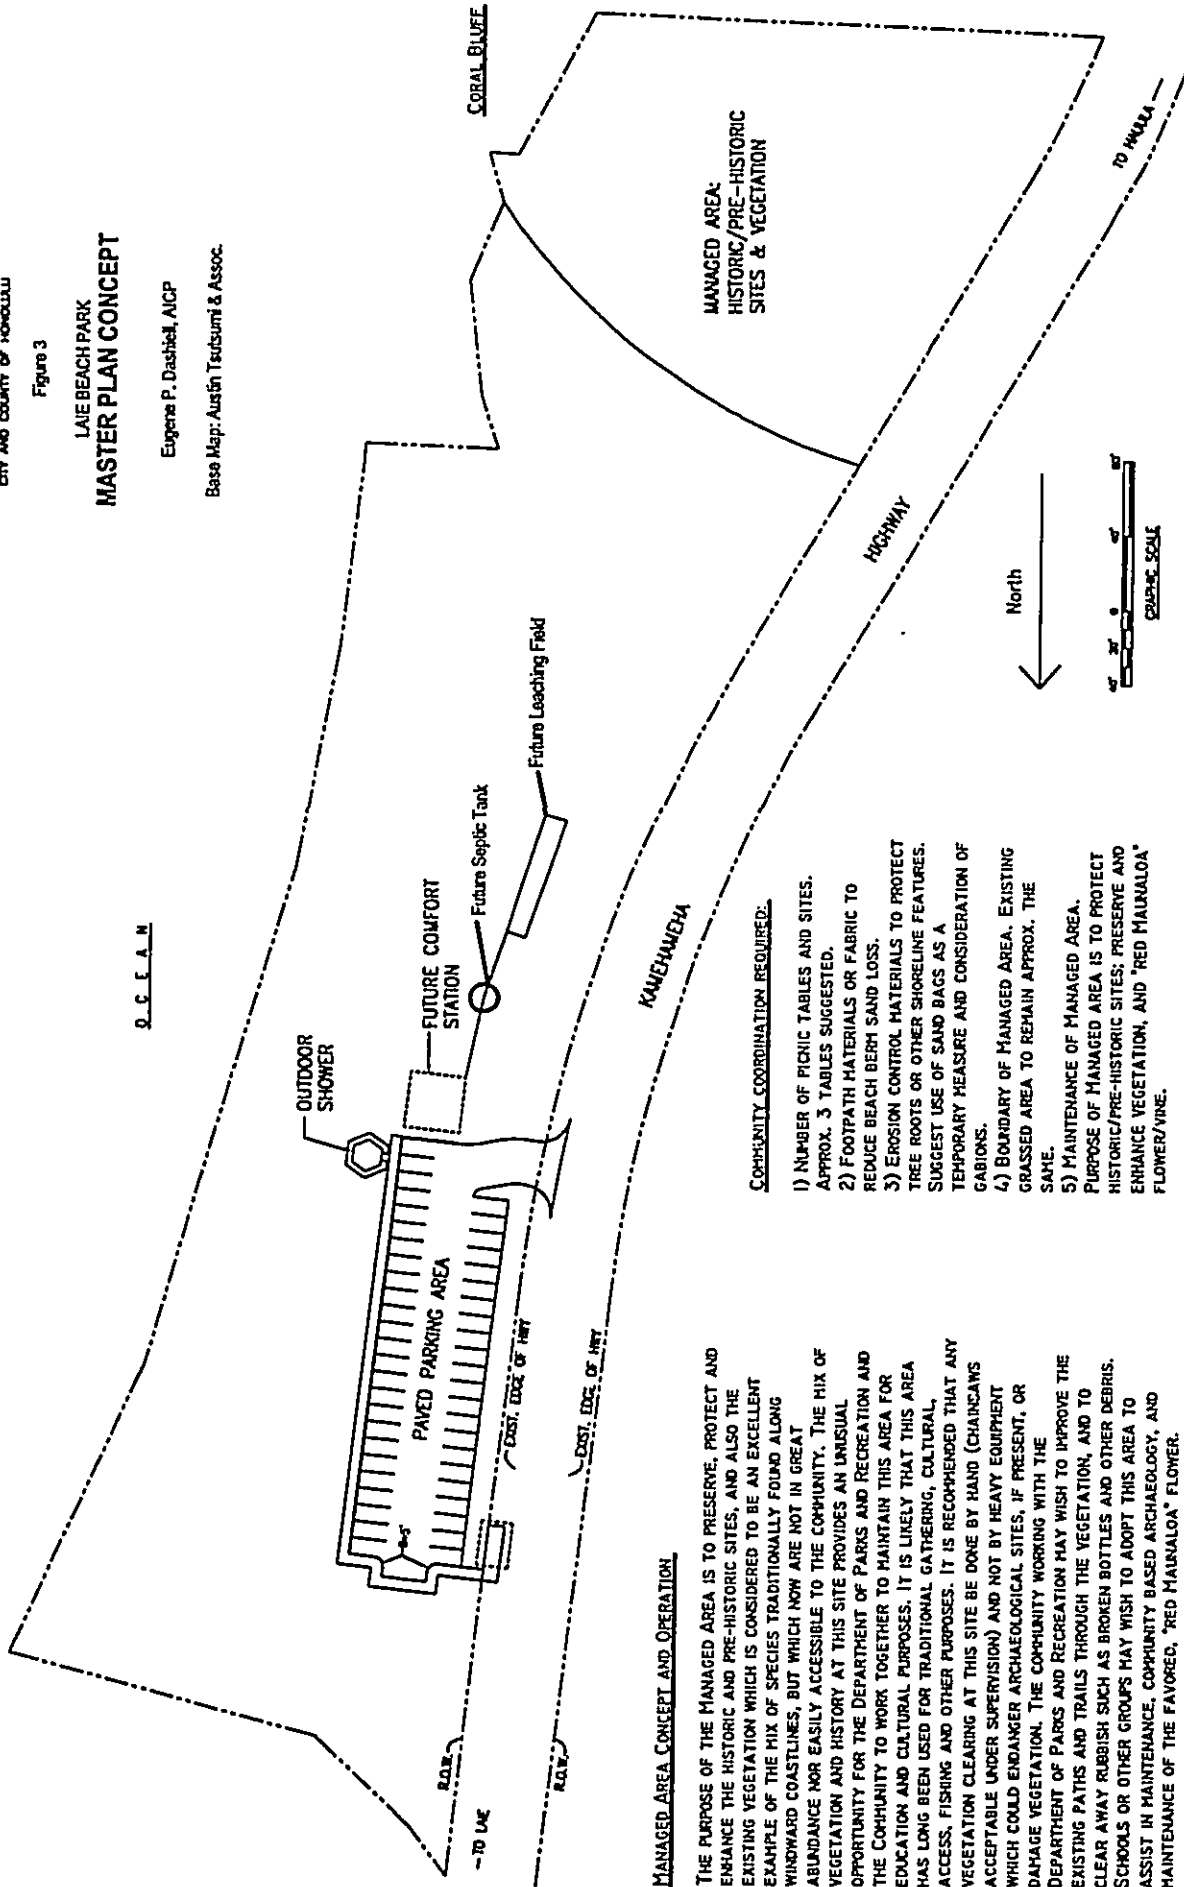 CITY AND COUNTY OF HONOLULU
Figure 3
LAIE BEACH PARK
MASTER PLAN CONCEPT
Eugene P. Dashiell, AICP
Base Map: Austin Tsutsumi & Assoc.
OCEAN
CORAL BLUFF
MANAGED AREA:
HISTORIC/PRE-HISTORIC
SITES & VEGETATION
OUTDOOR
SHOWER
FUTURE COMFORT
STATION
Future Septic Tank
Future Leaching Field
PAVED PARKING AREA
EXIST. EDGE OF HWY
EXIST. EDGE OF HWY
R.O.W.
R.O.W.
TO LAIE
KAMEHAMEHA
HIGHWAY
TO HAUULA
North
40' 20' 0 40' 80'
GRAPHIC SCALE
MANAGED AREA CONCEPT AND OPERATION
THE PURPOSE OF THE MANAGED AREA IS TO PRESERVE, PROTECT AND
ENHANCE THE HISTORIC AND PRE-HISTORIC SITES, AND ALSO THE
EXISTING VEGETATION WHICH IS CONSIDERED TO BE AN EXCELLENT
EXAMPLE OF THE MIX OF SPECIES TRADITIONALLY FOUND ALONG
WINDWARD COASTLINES, BUT WHICH NOW ARE NOT IN GREAT
ABUNDANCE NOR EASILY ACCESSIBLE TO THE COMMUNITY. THE MIX OF
VEGETATION AND HISTORY AT THIS SITE PROVIDES AN UNUSUAL
OPPORTUNITY FOR THE DEPARTMENT OF PARKS AND RECREATION AND
THE COMMUNITY TO WORK TOGETHER TO MAINTAIN THIS AREA FOR
EDUCATION AND CULTURAL PURPOSES. IT IS LIKELY THAT THIS AREA
HAS LONG BEEN USED FOR TRADITIONAL GATHERING, CULTURAL,
ACCESS, FISHING AND OTHER PURPOSES. IT IS RECOMMENDED THAT ANY
VEGETATION CLEARING AT THIS SITE BE DONE BY HAND (CHAINSAWS
ACCEPTABLE UNDER SUPERVISION) AND NOT BY HEAVY EQUIPMENT
WHICH COULD ENDANGER ARCHAEOLOGICAL SITES, IF PRESENT, OR
DAMAGE VEGETATION. THE COMMUNITY WORKING WITH THE
DEPARTMENT OF PARKS AND RECREATION MAY WISH TO IMPROVE THE
EXISTING PATHS AND TRAILS THROUGH THE VEGETATION, AND TO
CLEAR AWAY RUBBISH SUCH AS BROKEN BOTTLES AND OTHER DEBRIS.
SCHOOLS OR OTHER GROUPS MAY WISH TO ADOPT THIS AREA TO
ASSIST IN MAINTENANCE, COMMUNITY BASED ARCHAEOLOGY, AND
MAINTENANCE OF THE FAVORED, "RED MAUNALOA" FLOWER.
COMMUNITY COORDINATION REQUIRED:
1) NUMBER OF PICNIC TABLES AND SITES.
APPROX. 3 TABLES SUGGESTED.
2) FOOTPATH MATERIALS OR FABRIC TO
REDUCE BEACH BERM SAND LOSS.
3) EROSION CONTROL MATERIALS TO PROTECT
TREE ROOTS OR OTHER SHORELINE FEATURES.
SUGGEST USE OF SAND BAGS AS A
TEMPORARY MEASURE AND CONSIDERATION OF
GABIONS.
4) BOUNDARY OF MANAGED AREA. EXISTING
GRASSED AREA TO REMAIN APPROX. THE
SAME.
5) MAINTENANCE OF MANAGED AREA.
PURPOSE OF MANAGED AREA IS TO PROTECT
HISTORIC/PRE-HISTORIC SITES; PRESERVE AND
ENHANCE VEGETATION, AND "RED MAUNALOA"
FLOWER/VINE.